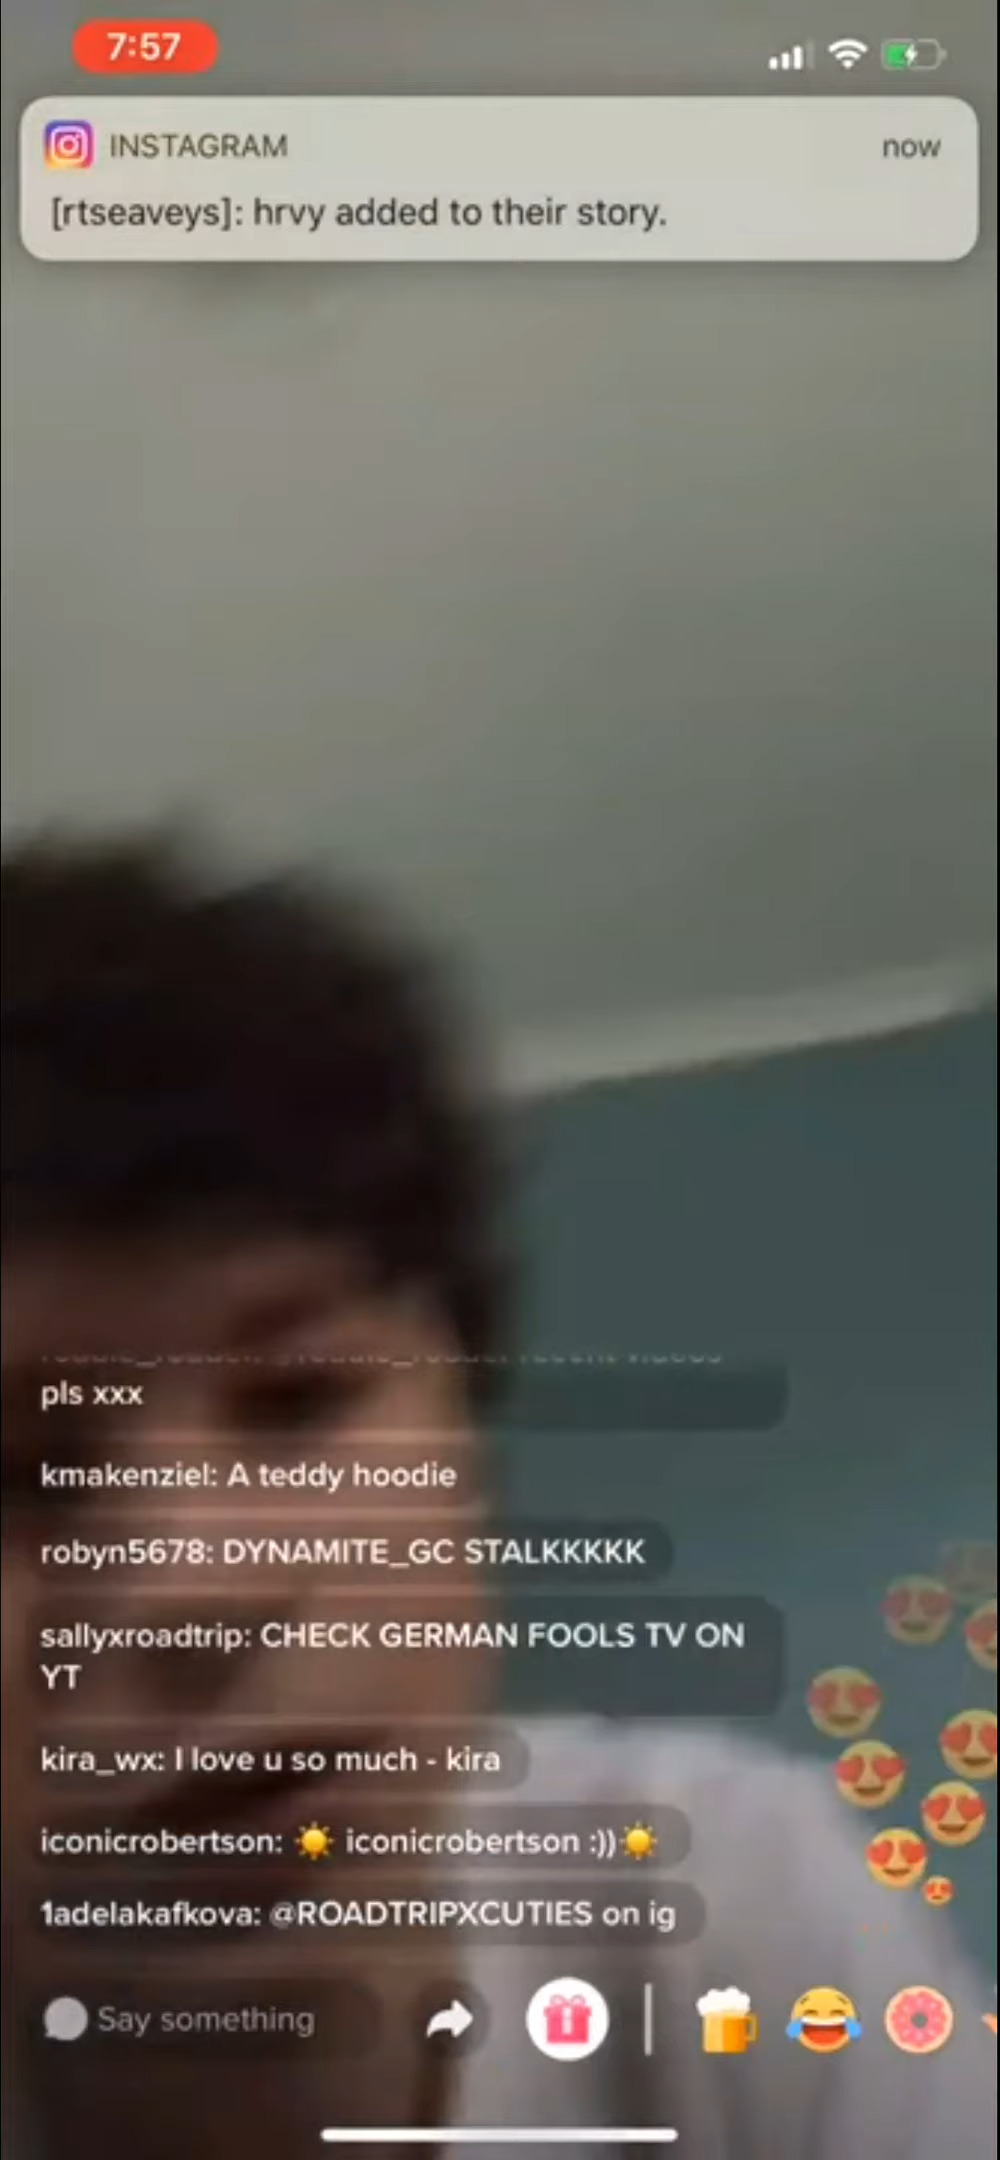 7:57
INSTAGRAM
now
[rtseaveys]: hrvy added to their story.
pls xxx
kmakenziel: A teddy hoodie
robyn5678: DYNAMITE_GC STALKKKKK
sallyxroadtrip: CHECK GERMAN FOOLS TV ON
YT
kira_wx: I love u so much - kira
iconicrobertson: ☀️ iconicrobertson :))☀️
1adelakafkova: @ROADTRIPXCUTIES on ig
Say something